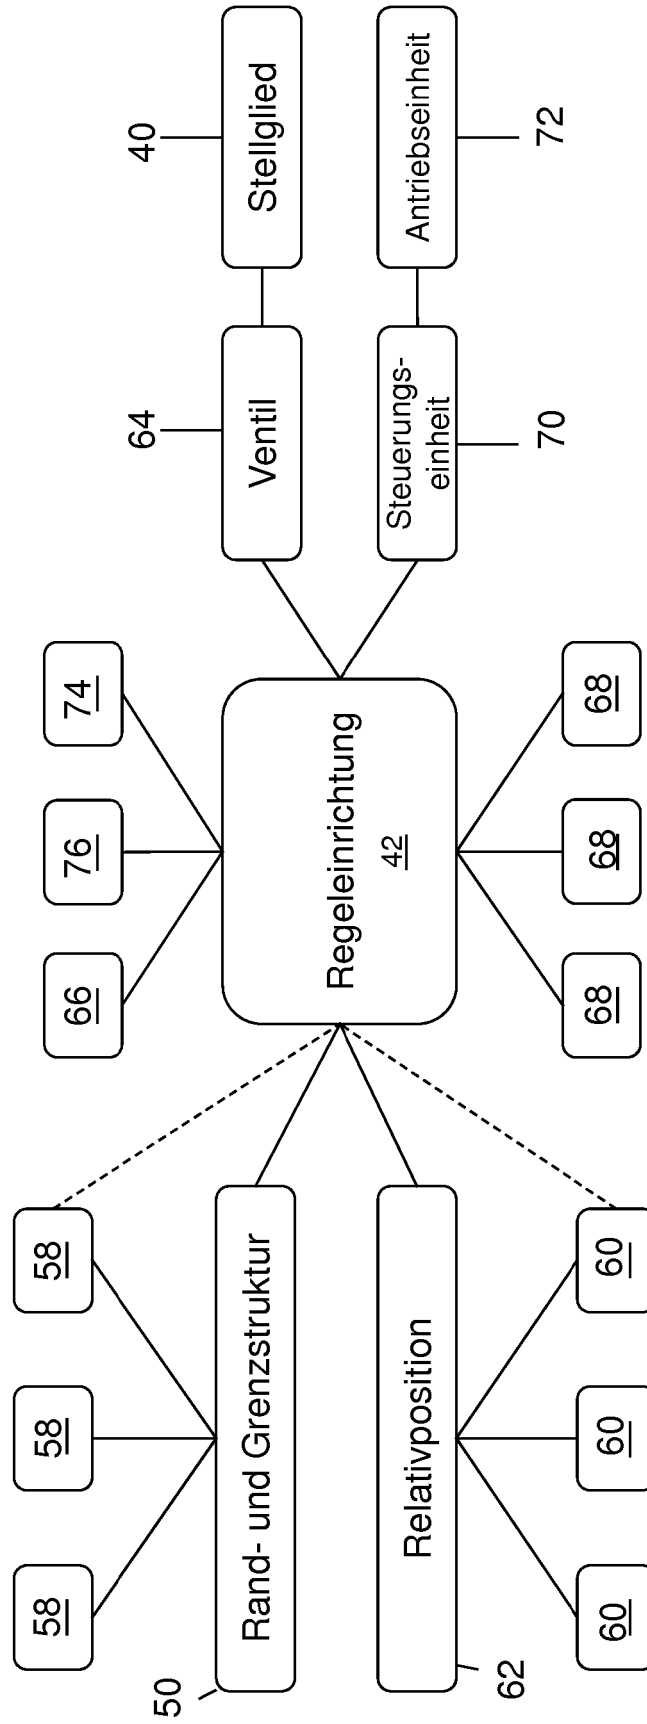 58
58
58
66
76
74
64
40
50
Rand- und Grenzstruktur
Regeleinrichtung
42
Ventil
Stellglied
62
Relativposition
Steuerungs-
einheit
Antriebseinheit
70
72
60
60
60
68
68
68